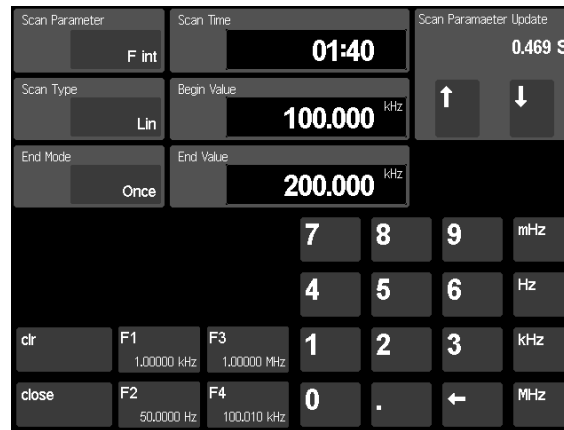 Scan Parameter
F int
Scan Time
01:40
Scan Paramaeter Update
0.469 S
Scan Type
Lin
Begin Value
100.000 kHz
End Mode
Once
End Value
200.000 kHz
7 8 9 mHz
4 5 6 Hz
clr
F1
1.00000 kHz
F3
1.00000 MHz
1 2 3 kHz
close
F2
50.0000 Hz
F4
100.010 kHz
0 . ← MHz